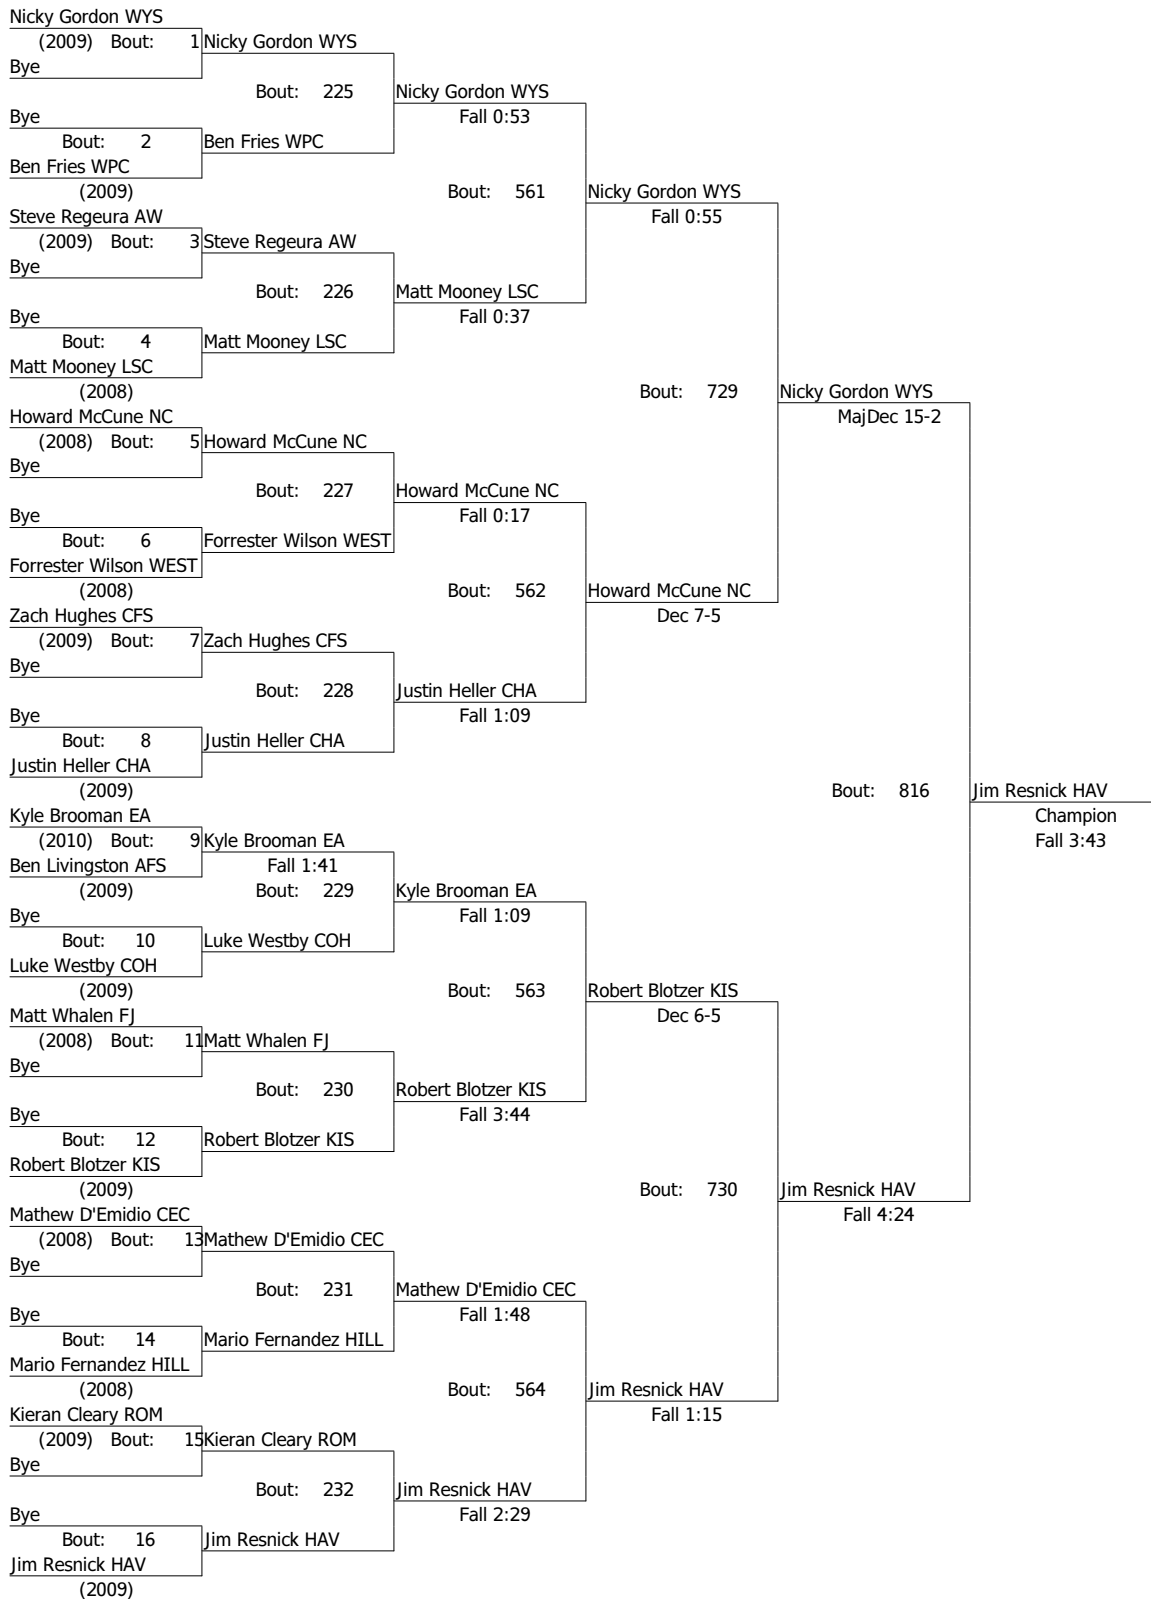 Nicky Gordon WYS
(2009) Bout: 1 Nicky Gordon WYS
Bye
Bout: 225 Nicky Gordon WYS
Bye Fall 0:53
Bout: 2 Ben Fries WPC
Ben Fries WPC
(2009) Bout: 561 Nicky Gordon WYS
Steve Regeura AW Fall 0:55
(2009) Bout: 3 Steve Regeura AW
Bye
Bout: 226 Matt Mooney LSC
Bye Fall 0:37
Bout: 4 Matt Mooney LSC
Matt Mooney LSC
(2008) Bout: 729 Nicky Gordon WYS
Howard McCune NC MajDec 15-2
(2008) Bout: 5 Howard McCune NC
Bye
Bout: 227 Howard McCune NC
Bye Fall 0:17
Bout: 6 Forrester Wilson WEST
Forrester Wilson WEST
(2008) Bout: 562 Howard McCune NC
Zach Hughes CFS Dec 7-5
(2009) Bout: 7 Zach Hughes CFS
Bye
Bout: 228 Justin Heller CHA
Bye Fall 1:09
Bout: 8 Justin Heller CHA
Justin Heller CHA
(2009) Bout: 816 Jim Resnick HAV
Kyle Brooman EA Champion
(2010) Bout: 9 Kyle Brooman EA Fall 3:43
Ben Livingston AFS Fall 1:41
(2009) Bout: 229 Kyle Brooman EA
Bye Fall 1:09
Bout: 10 Luke Westby COH
Luke Westby COH
(2009) Bout: 563 Robert Blotzer KIS
Matt Whalen FJ Dec 6-5
(2008) Bout: 11 Matt Whalen FJ
Bye
Bout: 230 Robert Blotzer KIS
Bye Fall 3:44
Bout: 12 Robert Blotzer KIS
Robert Blotzer KIS
(2009) Bout: 730 Jim Resnick HAV
Mathew D'Emidio CEC Fall 4:24
(2008) Bout: 13 Mathew D'Emidio CEC
Bye
Bout: 231 Mathew D'Emidio CEC
Bye Fall 1:48
Bout: 14 Mario Fernandez HILL
Mario Fernandez HILL
(2008) Bout: 564 Jim Resnick HAV
Kieran Cleary ROM Fall 1:15
(2009) Bout: 15 Kieran Cleary ROM
Bye
Bout: 232 Jim Resnick HAV
Bye Fall 2:29
Bout: 16 Jim Resnick HAV
Jim Resnick HAV
(2009)